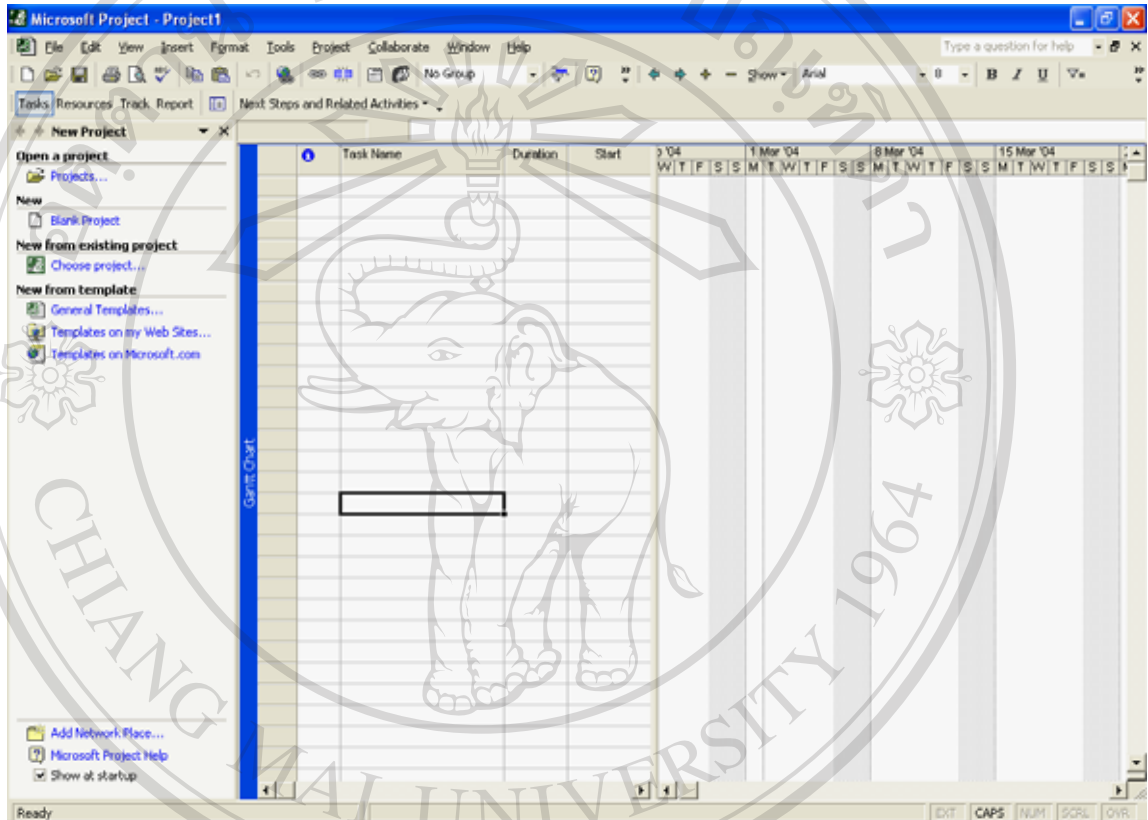 Microsoft Project - Project1
File Edit View Insert Format Tools Project Collaborate Window Help Type a question for help
No Group Show Arial 8 B I U
Tasks Resources Track Report Next Steps and Related Activities
New Project
Open a project
Projects...
New
Blank Project
New from existing project
Choose project...
New from template
General Templates...
Templates on my Web Sites...
Templates on Microsoft.com
Add Network Place...
Microsoft Project Help
Show at startup
Gantt Chart
Task Name Duration Start
'04 1 Mar '04 8 Mar '04 15 Mar '04
W T F S S M T W T F S S M T W T F S S M T W T F S S M
Ready EXT CAPS NUM SCRL OVR
CHIANG MAI UNIVERSITY 1964